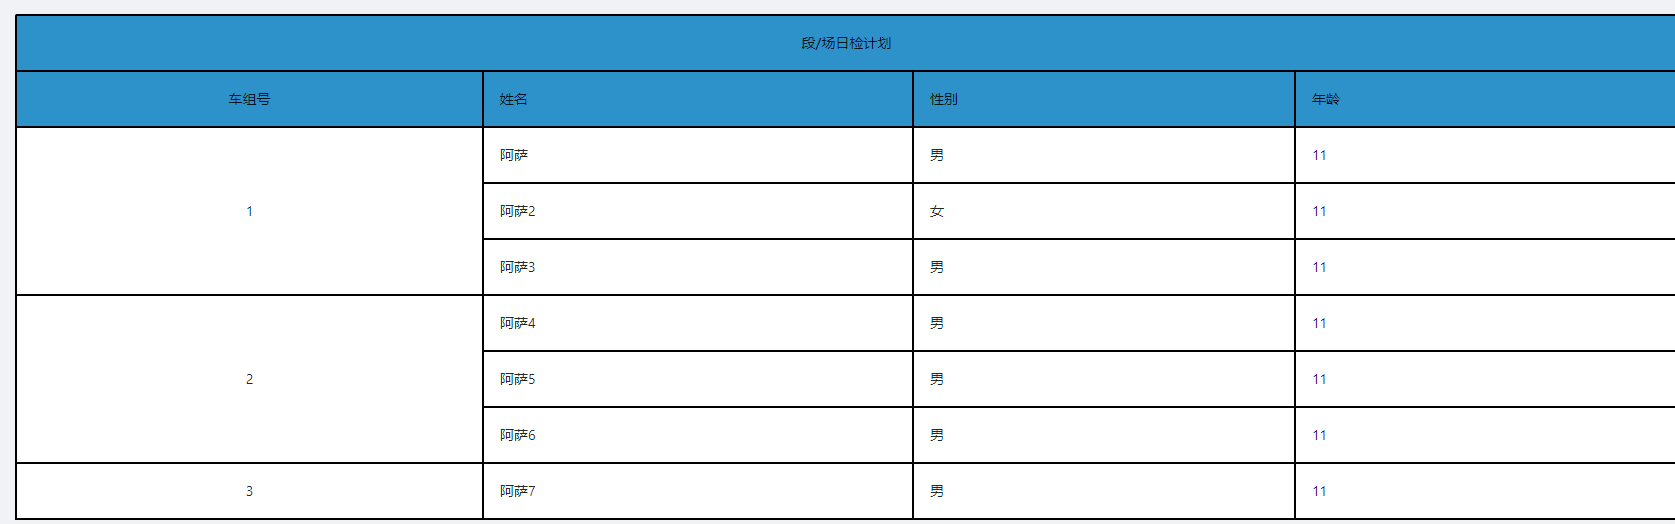 段/场日检计划
车组号 姓名 性别 年龄
阿萨 男 11
1 阿萨2 女 11
阿萨3 男 11
阿萨4 男 11
2 阿萨5 男 11
阿萨6 男 11
3 阿萨7 男 11